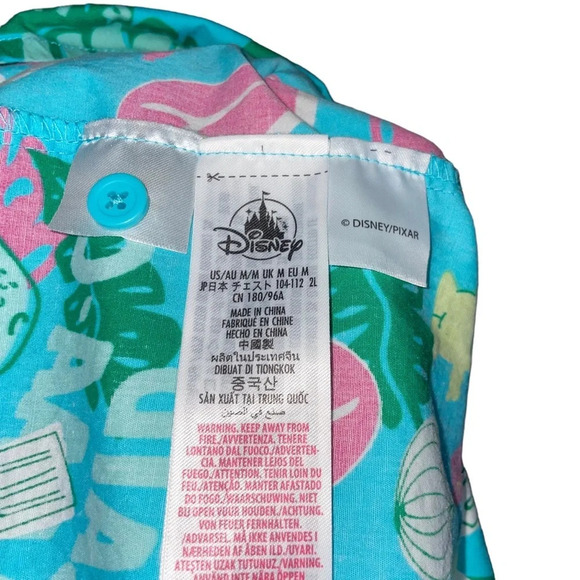 DISNEY
© DISNEY/PIXAR
US/AU M/M UK M EU M
JP日本 チェスト 104-112 2L
CN 180/96A
MADE IN CHINA
FABRIQUÉ EN CHINE
HECHO EN CHINA
中國製
ผลิตในประเทศจีน
DIBUAT DI TIONGKOK
중국산
SẢN XUẤT TẠI TRUNG QUỐC
صنع في الصين
WARNING. KEEP AWAY FROM
FIRE./AVVERTENZA. TENERE
LONTANO DAL FUOCO./ADVERTEN-
CIA. MANTENER LEJOS DEL
FUEGO./ATTENTION. TENIR LOIN DU
FEU./ATENÇÃO. MANTER AFASTADO
DO FOGO./WAARSCHUWING. NIET
BIJ OPEN VUUR HOUDEN./ACHTUNG.
VON FEUER FERNHALTEN.
/ADVARSEL. MÅ IKKE ANVENDES I
NÆRHEDEN AF ÅBEN ILD./UYARI.
ATEŞTEN UZAK TUTUNUZ./VARNING.
ANVÄND INTE NÄRA ÖPPEN